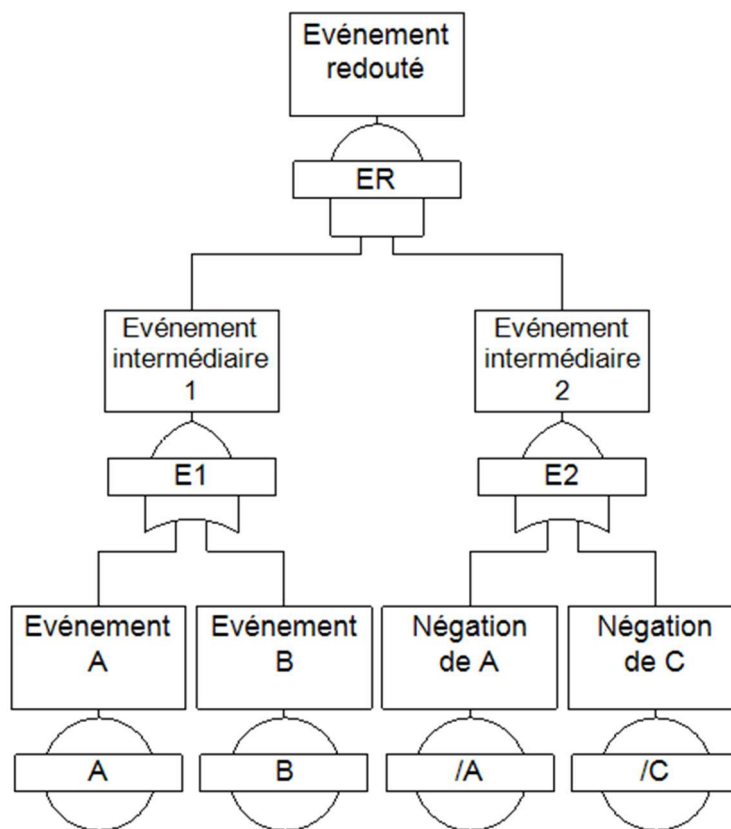 Evénement
redouté
ER
Evénement
intermédiaire
1
Evénement
intermédiaire
2
E1
E2
Evénement
A
Evénement
B
Négation
de A
Négation
de C
A
B
/A
/C